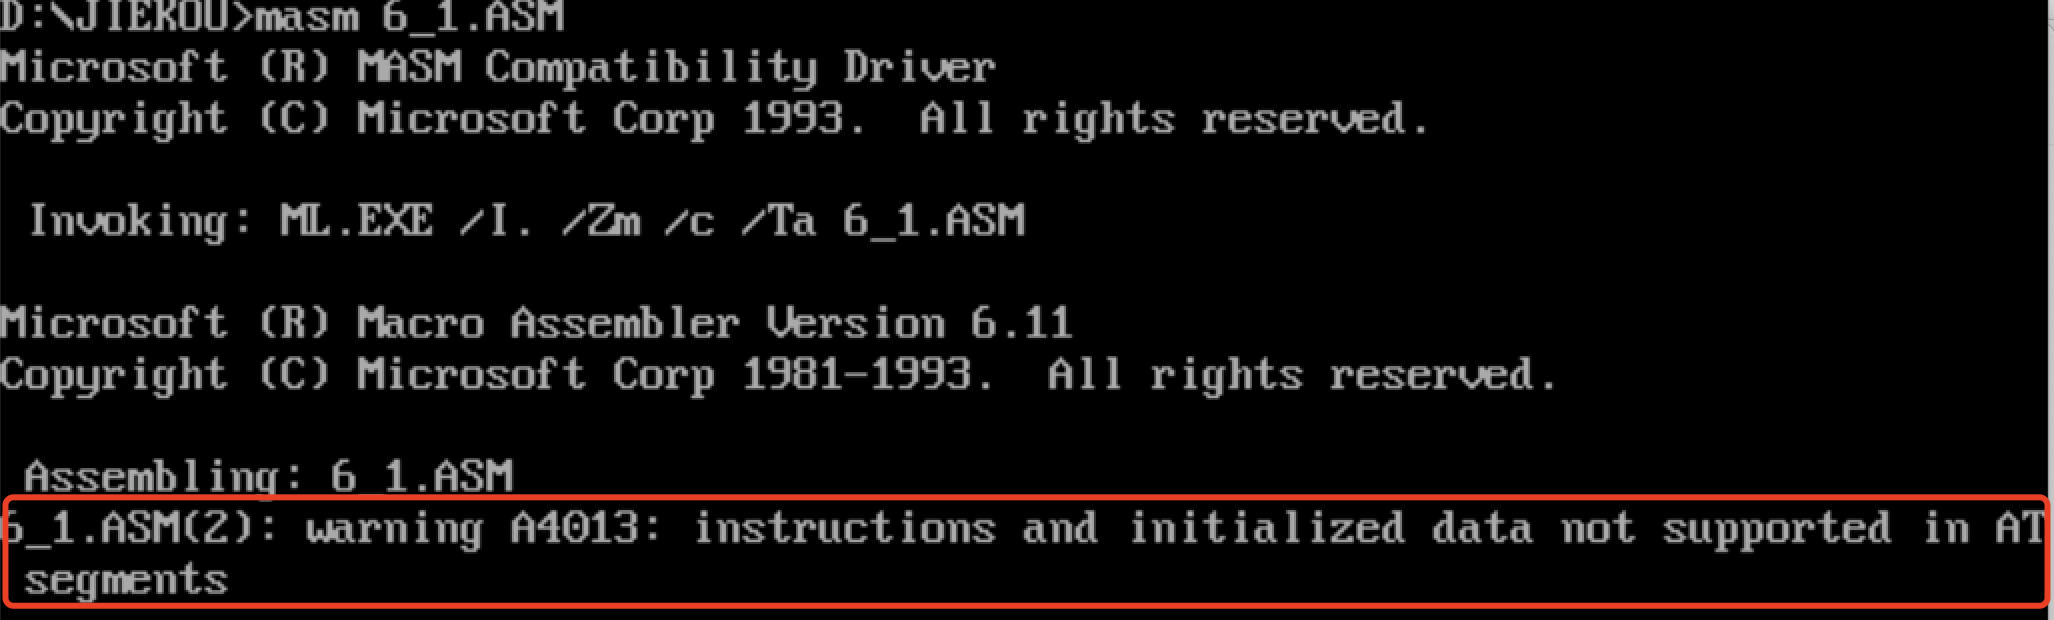 D:\JIEKOU>masm 6_1.ASM
Microsoft (R) MASM Compatibility Driver
Copyright (C) Microsoft Corp 1993.  All rights reserved.
Invoking: ML.EXE /I. /Zm /c /Ta 6_1.ASM
Microsoft (R) Macro Assembler Version 6.11
Copyright (C) Microsoft Corp 1981-1993.  All rights reserved.
Assembling: 6_1.ASM
6_1.ASM(2): warning A4013: instructions and initialized data not supported in AT
segments